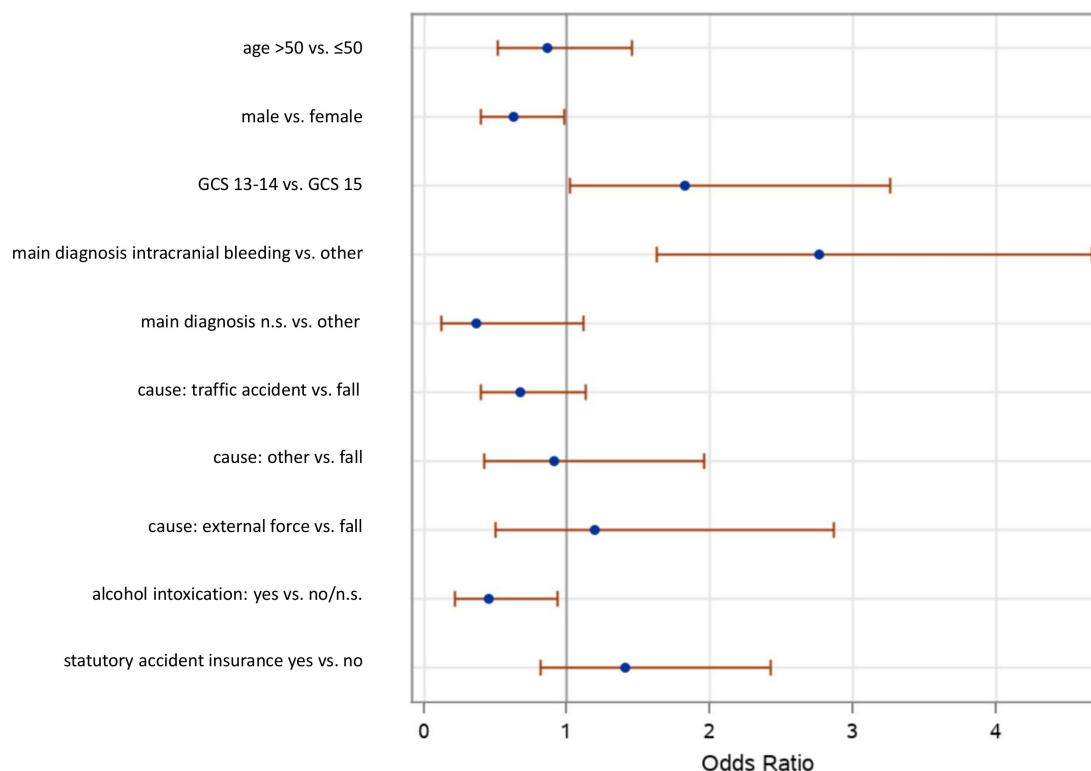 age >50 vs. ≤50
male vs. female
GCS 13-14 vs. GCS 15
main diagnosis intracranial bleeding vs. other
main diagnosis n.s. vs. other
cause: traffic accident vs. fall
cause: other vs. fall
cause: external force vs. fall
alcohol intoxication: yes vs. no/n.s.
statutory accident insurance yes vs. no
0 1 2 3 4
Odds Ratio